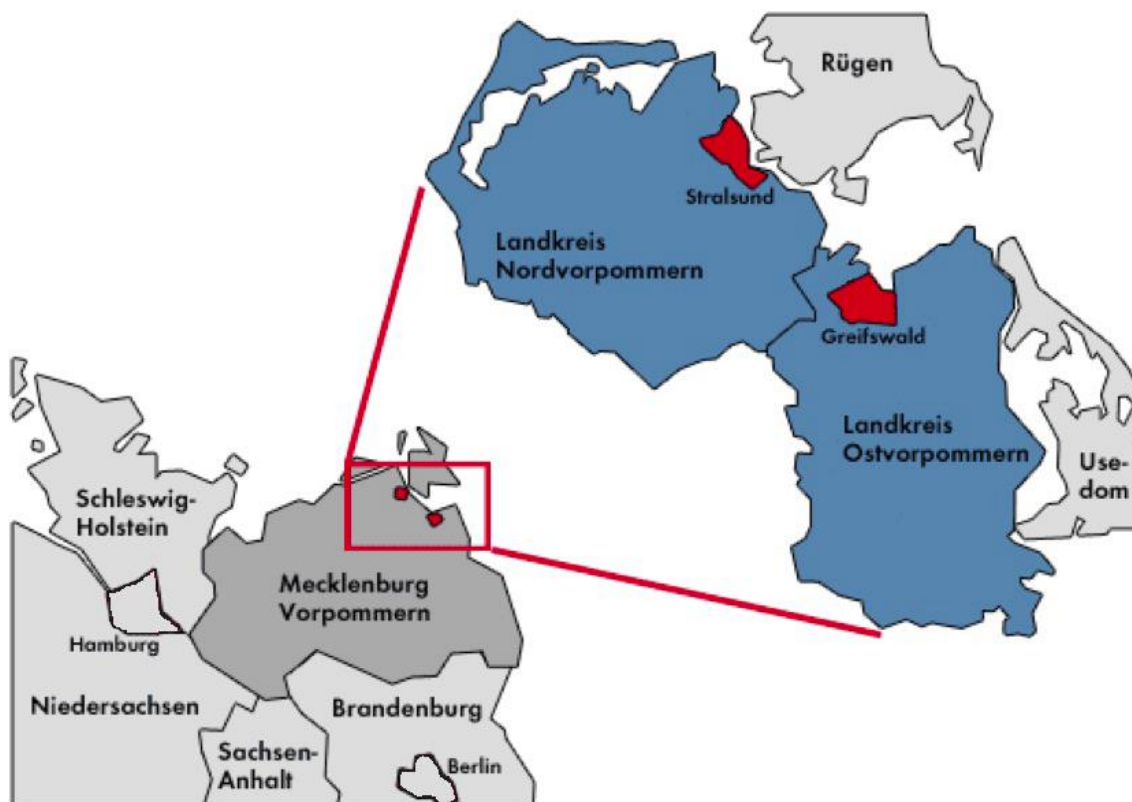 Rügen
Stralsund
Landkreis
Nordvorpommern
Greifswald
Landkreis
Ostvorpommern
Use-
dom
Schleswig-
Holstein
Mecklenburg
Vorpommern
Hamburg
Niedersachsen
Brandenburg
Sachsen-
Anhalt
Berlin